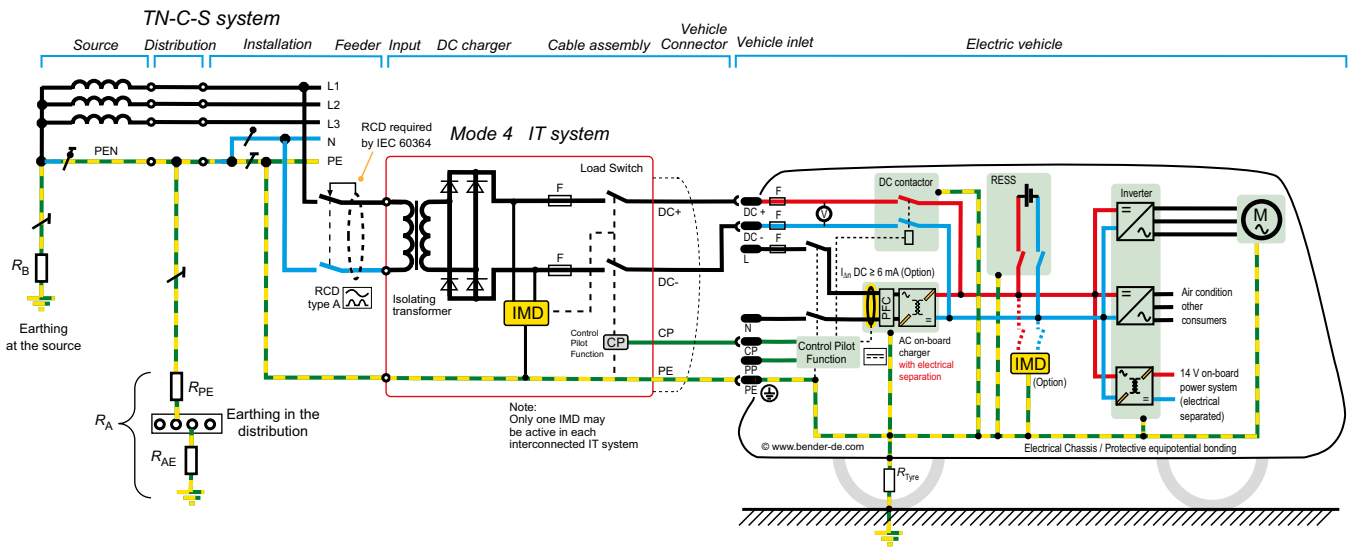 TN-C-S system
Source
Distribution
Installation
Feeder
Input
DC charger
Cable assembly
Vehicle
Connector
Vehicle inlet
Electric vehicle
L1
L2
L3
N
PE
PEN
RCD required
by IEC 60364
Mode 4 IT system
Load Switch
F
F
DC+
DC-
CP
PE
RCD
type A
Isolating
transformer
IMD
Control
Pilot
Function
CP
Note:
Only one IMD may
be active in each
interconnected IT system
RB
Earthing
at the source
RA
RPE
Earthing in the
distribution
RAE
F
DC +
F
DC -
F
L
N
CP
PP
PE
V
DC contactor
RESS
Inverter
M
I∆n DC ≥ 6 mA (Option)
PFC
AC on-board
charger
with electrical
separation
Control Pilot
Function
IMD
(Option)
Air condition
other
consumers
14 V on-board
power system
(electrical
separated)
© www.bender-de.com
Electrical Chassis / Protective equipotential bonding
RTyre